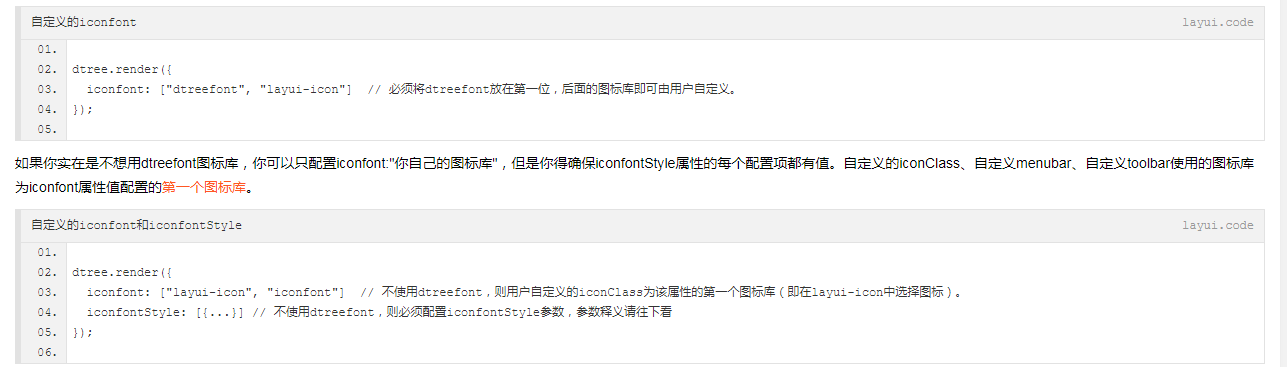 自定义的iconfont layui.code
01.
02. dtree.render({
03. iconfont: ["dtreefont", "layui-icon"] // 必须将dtreefont放在第一位，后面的图标库即可由用户自定义。
04. });
05.
如果你实在是不想用dtreefont图标库，你可以只配置iconfont:"你自己的图标库"，但是你得确保iconfontStyle属性的每个配置项都有值。自定义的iconClass、自定义menubar、自定义toolbar使用的图标库
为iconfont属性值配置的第一个图标库。
自定义的iconfont和iconfontStyle layui.code
01.
02. dtree.render({
03. iconfont: ["layui-icon", "iconfont"] // 不使用dtreefont，则用户自定义的iconClass为该属性的第一个图标库（即在layui-icon中选择图标）。
04. iconfontStyle: [{...}] // 不使用dtreefont，则必须配置iconfontStyle参数，参数释义请往下看
05. });
06.